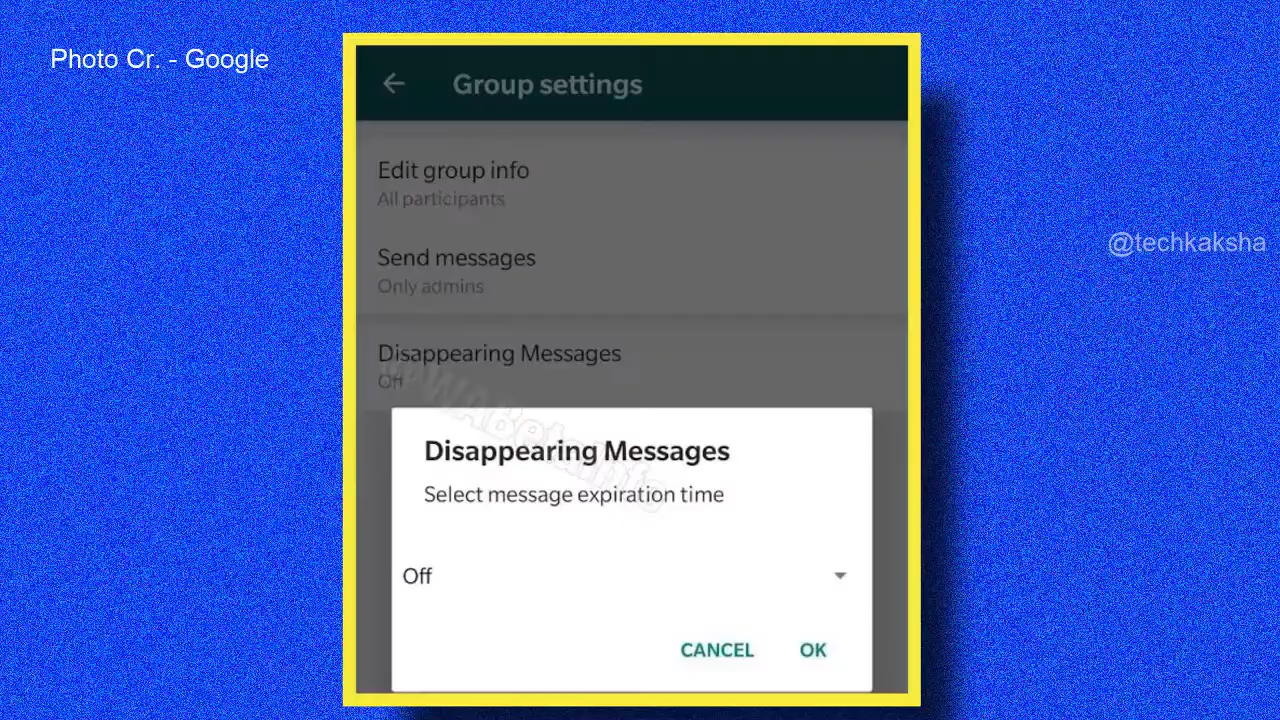 Photo Cr. - Google
Group settings
Edit group info
All participants
Send messages
Only admins
@techkaksha
Disappearing Messages
Off
WABetaInfo
Disappearing Messages
Select message expiration time
Off
CANCEL OK